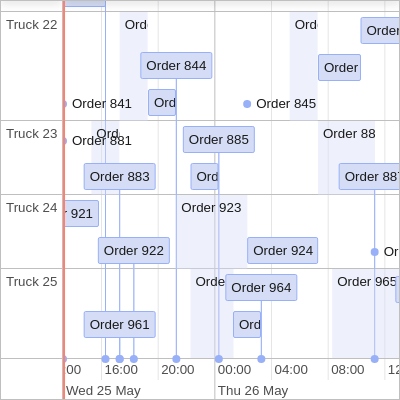 Truck 22
Ord
Ord
Order
Order 844
Order
Order 841
Ord
Order 845
Truck 23
Ord
Order 88
Order 881
Order 885
Order 883
Ord
Order 887
Truck 24
921
Order 923
Order 922
Order 924
Or
Truck 25
Orde
Order 964
Order 965
Order 961
Ord
00
16:00
20:00
00:00
04:00
08:00
12
Wed 25 May
Thu 26 May